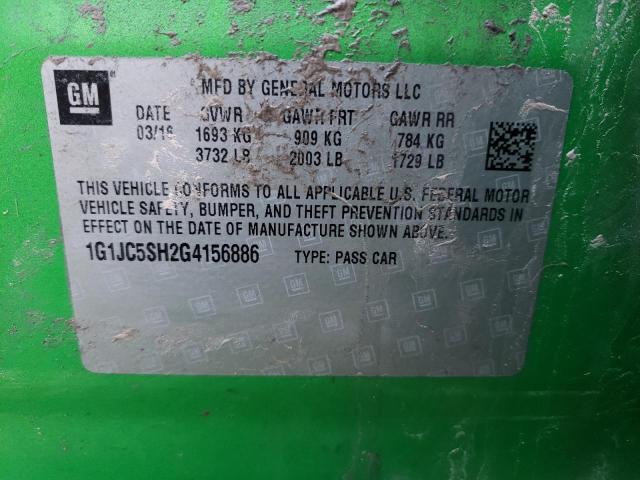 GM
MFD BY GENERAL MOTORS LLC
DATE GVWR GAWR FRT GAWR RR
03/16 1693 KG 909 KG 784 KG
3732 LB 2003 LB 1729 LB
THIS VEHICLE CONFORMS TO ALL APPLICABLE U.S. FEDERAL MOTOR
VEHICLE SAFETY, BUMPER, AND THEFT PREVENTION STANDARDS IN
EFFECT ON THE DATE OF MANUFACTURE SHOWN ABOVE.
1G1JC5SH2G4156886 TYPE: PASS CAR